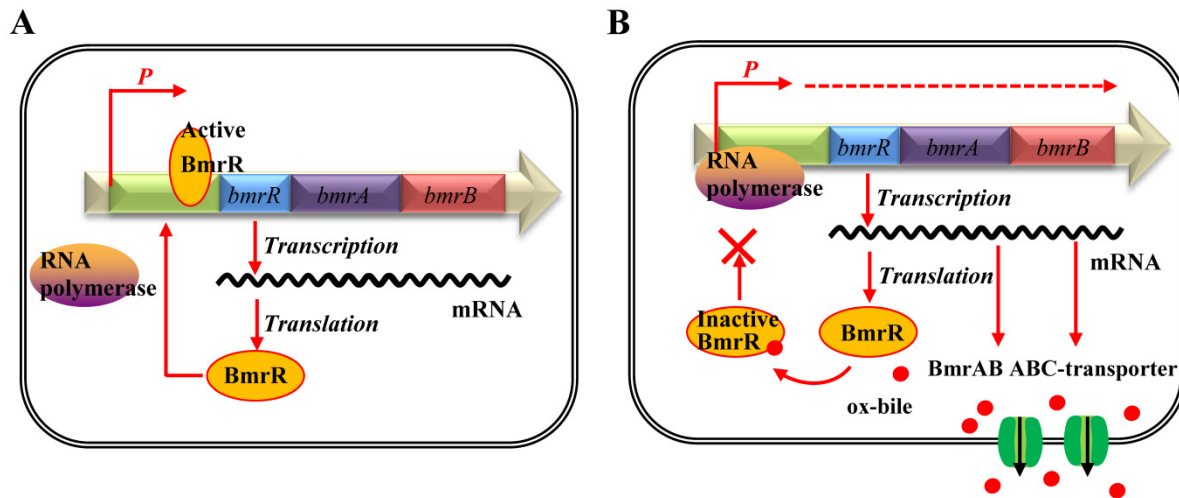 A
P
Active
BmrR
bmrR
bmrA
bmrB
Transcription
RNA
polymerase
mRNA
Translation
BmrR
B
P
bmrR
bmrA
bmrB
RNA
polymerase
Transcription
mRNA
Translation
Inactive
BmrR
BmrR
BmrAB ABC-transporter
ox-bile